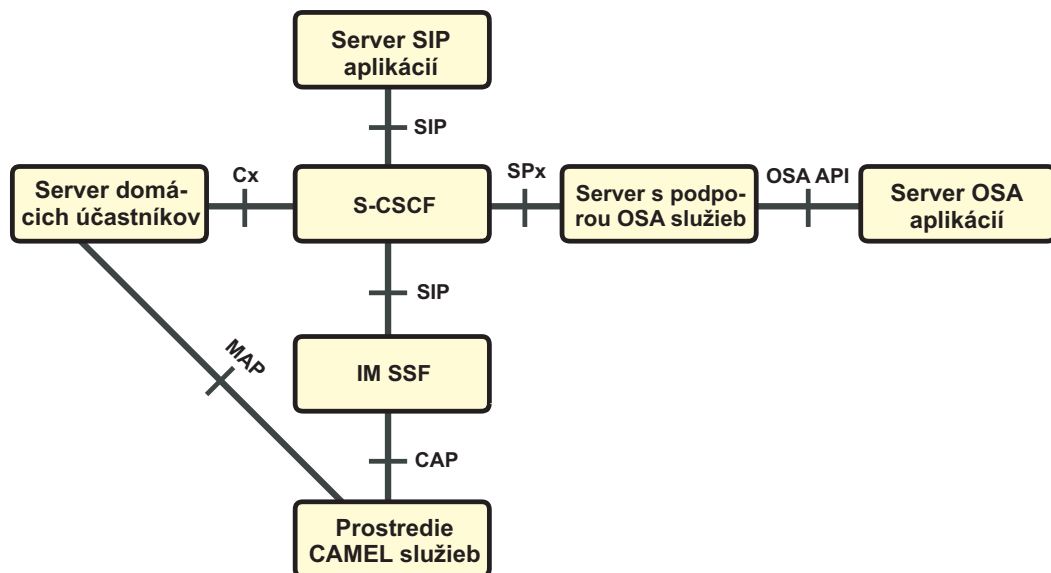 Server SIP
aplikácií
SIP
Cx
SPx
OSA API
Server domá-
cich účastníkov
S-CSCF
Server s podpo-
rou OSA služieb
Server OSA
aplikácií
SIP
MAP
IM SSF
CAP
Prostredie
CAMEL služieb